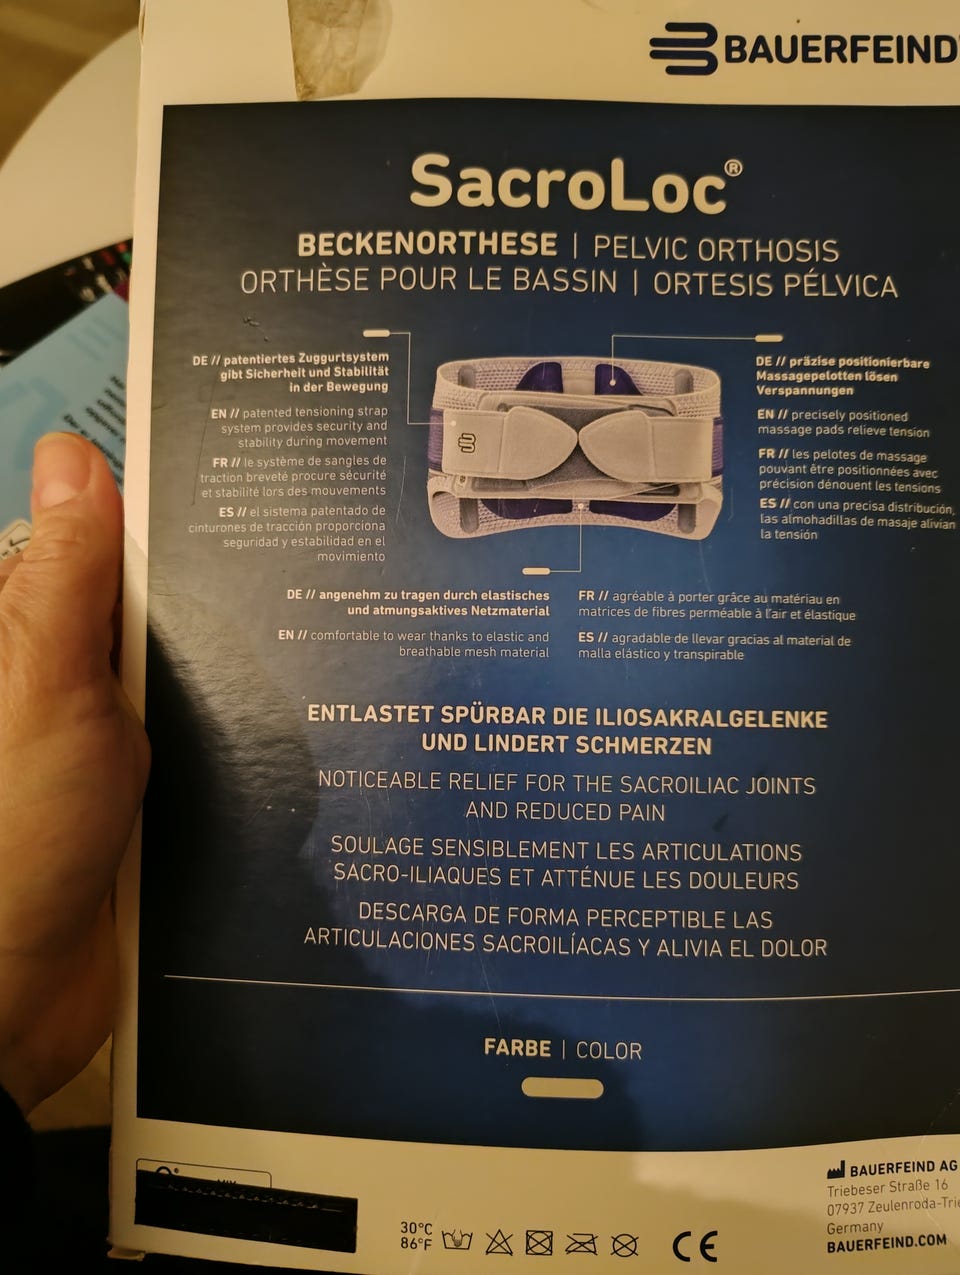 BAUERFEIND
SacroLoc®
BECKENORTHESE | PELVIC ORTHOSIS
ORTHÈSE POUR LE BASSIN | ORTESIS PÉLVICA
DE // patentiertes Zuggurtsystem
gibt Sicherheit und Stabilität
in der Bewegung
EN // patented tensioning strap
system provides security and
stability during movement
FR // le système de sangles de
traction breveté procure sécurité
et stabilité lors des mouvements
ES // el sistema patentado de
cinturones de tracción proporciona
seguridad y estabilidad en el
movimiento
DE // präzise positionierbare
Massagepelotten lösen
Verspannungen
EN // precisely positioned
massage pads relieve tension
FR // les pelotes de massage
pouvant être positionnées avec
précision dénouent les tensions
ES // con una precisa distribución,
las almohadillas de masaje alivian
la tensión
DE // angenehm zu tragen durch elastisches
und atmungsaktives Netzmaterial
EN // comfortable to wear thanks to elastic and
breathable mesh material
FR // agréable à porter grâce au matériau en
matrices de fibres perméable à l'air et élastique
ES // agradable de llevar gracias al material de
malla elástico y transpirable
ENTLASTET SPÜRBAR DIE ILIOSAKRALGELENKE
UND LINDERT SCHMERZEN
NOTICEABLE RELIEF FOR THE SACROILIAC JOINTS
AND REDUCED PAIN
SOULAGE SENSIBLEMENT LES ARTICULATIONS
SACRO-ILIAQUES ET ATTÉNUE LES DOULEURS
DESCARGA DE FORMA PERCEPTIBLE LAS
ARTICULACIONES SACROILÍACAS Y ALIVIA EL DOLOR
FARBE | COLOR
30°C
86°F
CE
BAUERFEIND AG
Triebeser Straße 16
07937 Zeulenroda-Trie
Germany
BAUERFEIND.COM